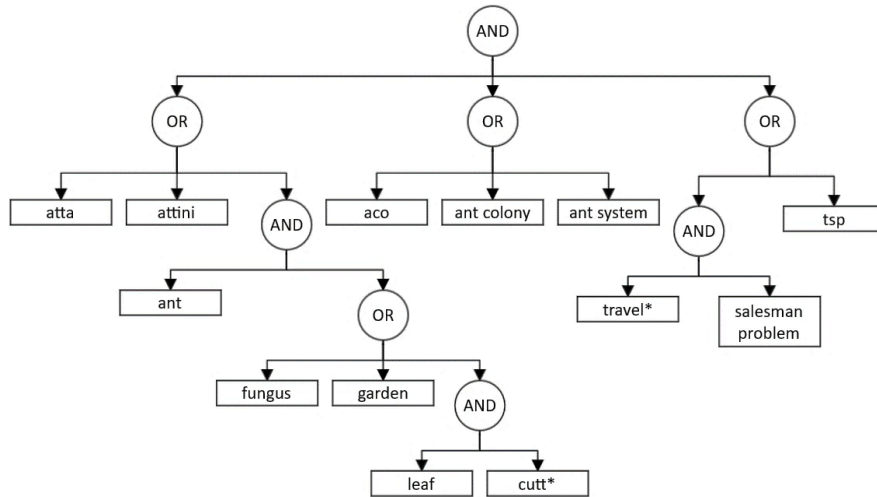 AND
OR
OR
OR
atta
attini
AND
aco
ant colony
ant system
AND
tsp
ant
OR
travel*
salesman
problem
fungus
garden
AND
leaf
cutt*